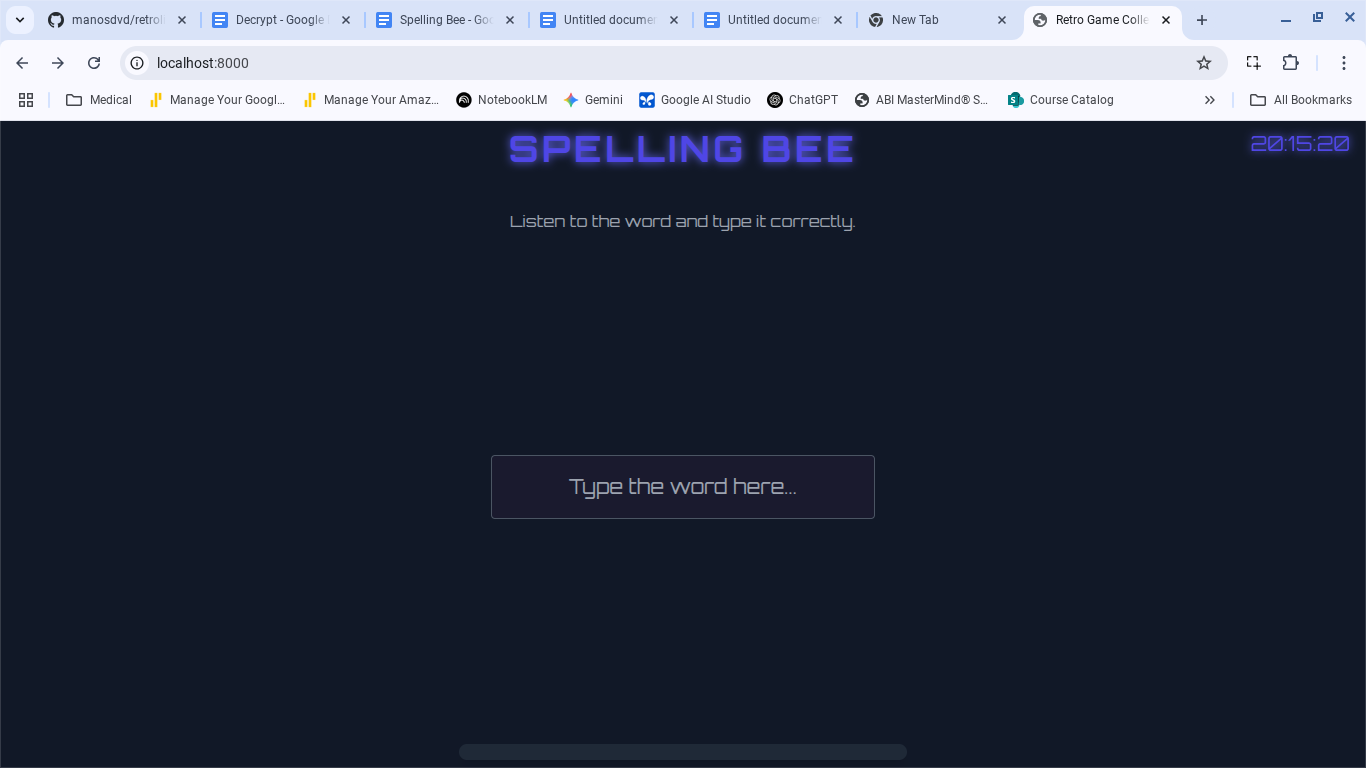 manosdvd/retrol
Decrypt - Google
Spelling Bee - Goo
Untitled documen
Untitled documen
New Tab
Retro Game Colle
localhost:8000
Medical
Manage Your Googl...
Manage Your Amaz...
NotebookLM
Gemini
Google AI Studio
ChatGPT
ABI MasterMind® S...
Course Catalog
All Bookmarks
SPELLING BEE
20:15:20
Listen to the word and type it correctly.
Type the word here...